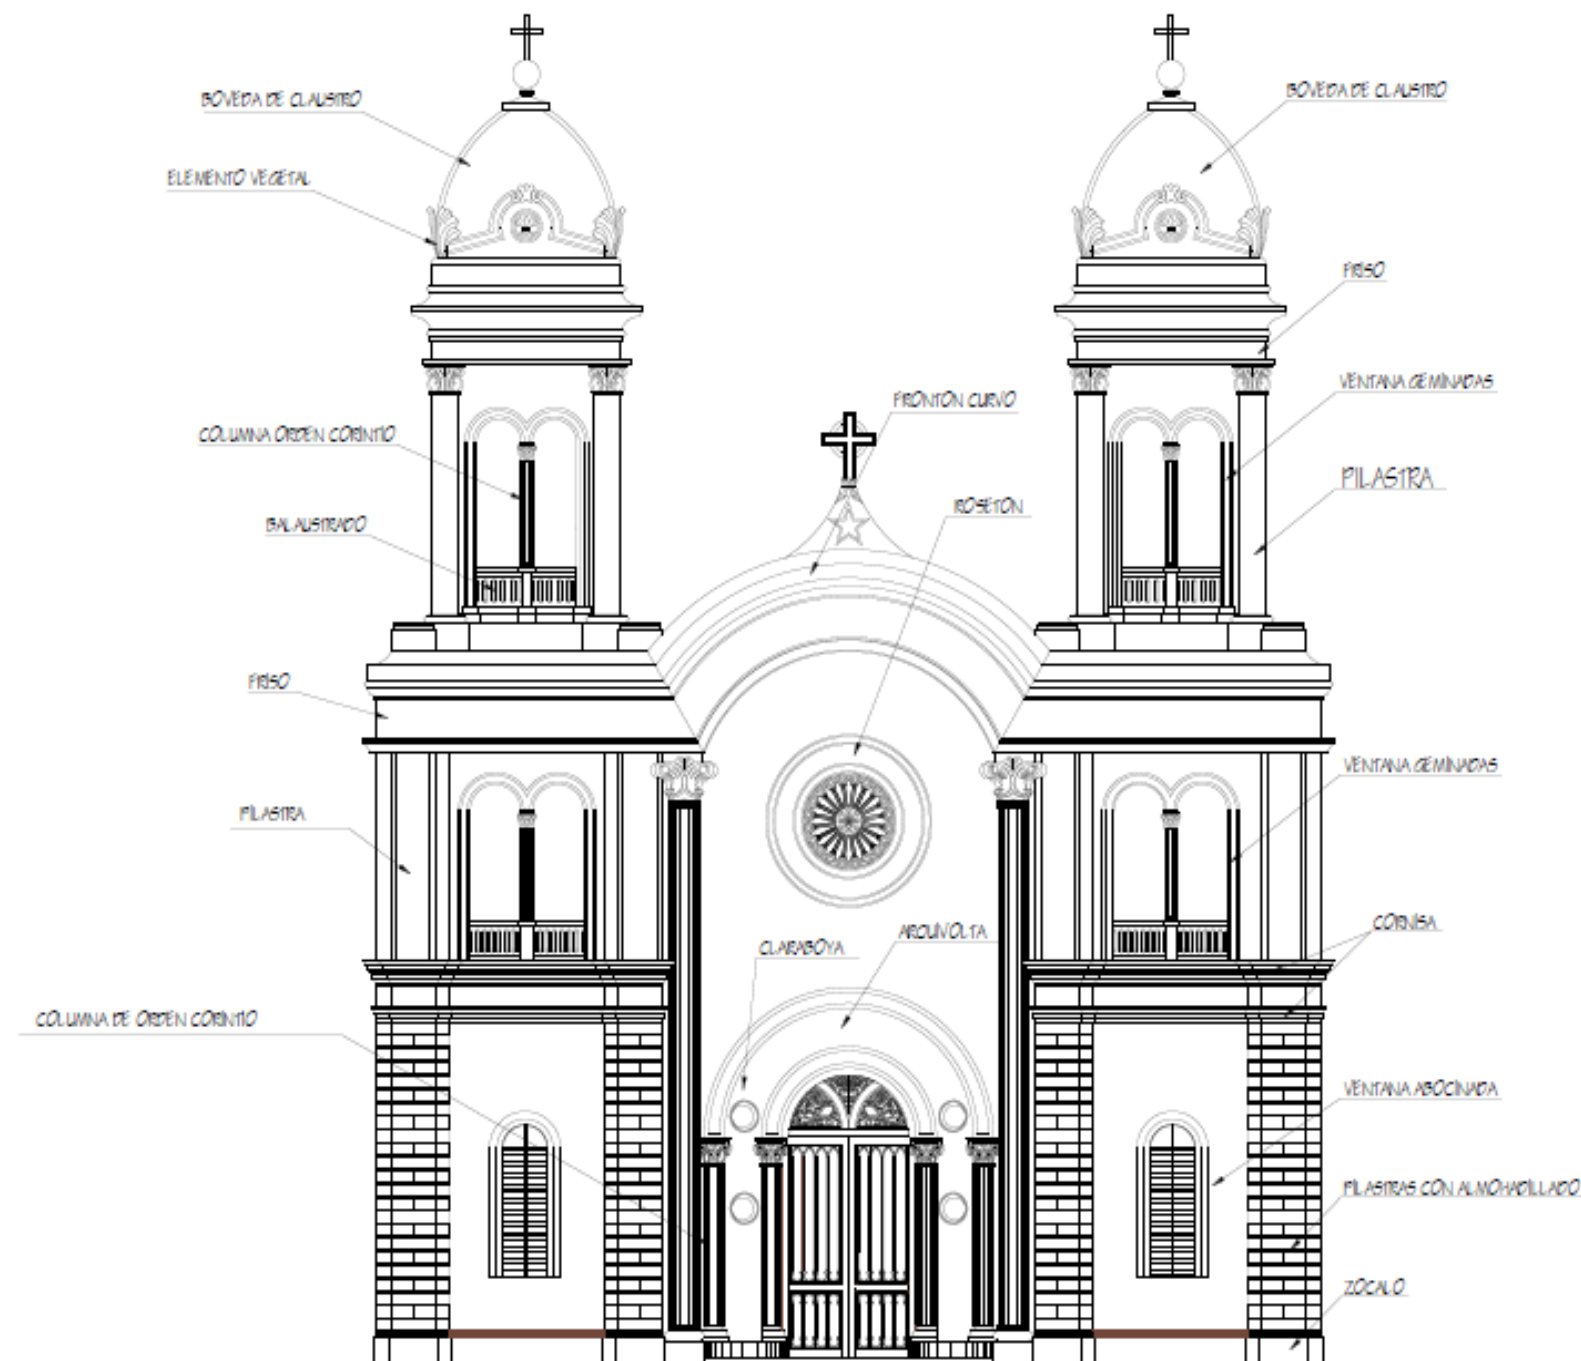 BOVEDA DE CLAUSTRO
BOVEDA DE CLAUSTRO
ELEMENTO VEGETAL
FRISO
VENTANA GEMINADAS
FRONTON CURVO
COLUMNA ORDEN CORINTIO
PILASTRA
ROSETON
BALAUSTRADO
FRISO
VENTANA GEMINADAS
PILASTRA
CORNISA
ARQUIVOLTA
CLARABOYA
COLUMNA DE ORDEN CORINTIO
VENTANA ABOCINADA
PILASTRAS CON ALMOHADILLADO
ZOCALO